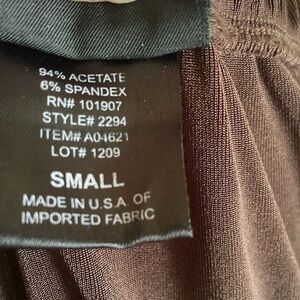 94% ACETATE
6% SPANDEX
RN# 101907
STYLE# 2294
ITEM# A04621
LOT# 1209
SMALL
MADE IN U.S.A. OF
IMPORTED FABRIC